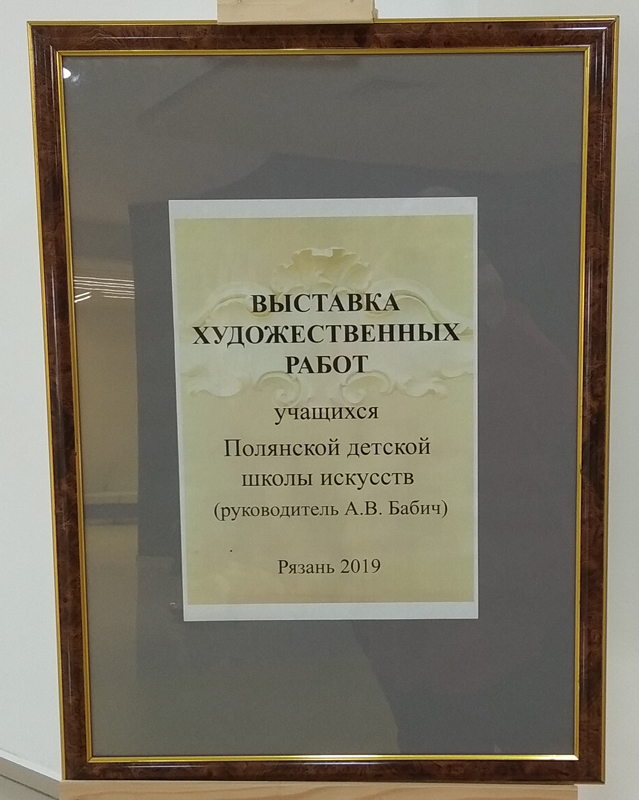 ВЫСТАВКА
ХУДОЖЕСТВЕННЫХ
РАБОТ
учащихся
Полянской детской
школы искусств
(руководитель А.В. Бабич)
Рязань 2019